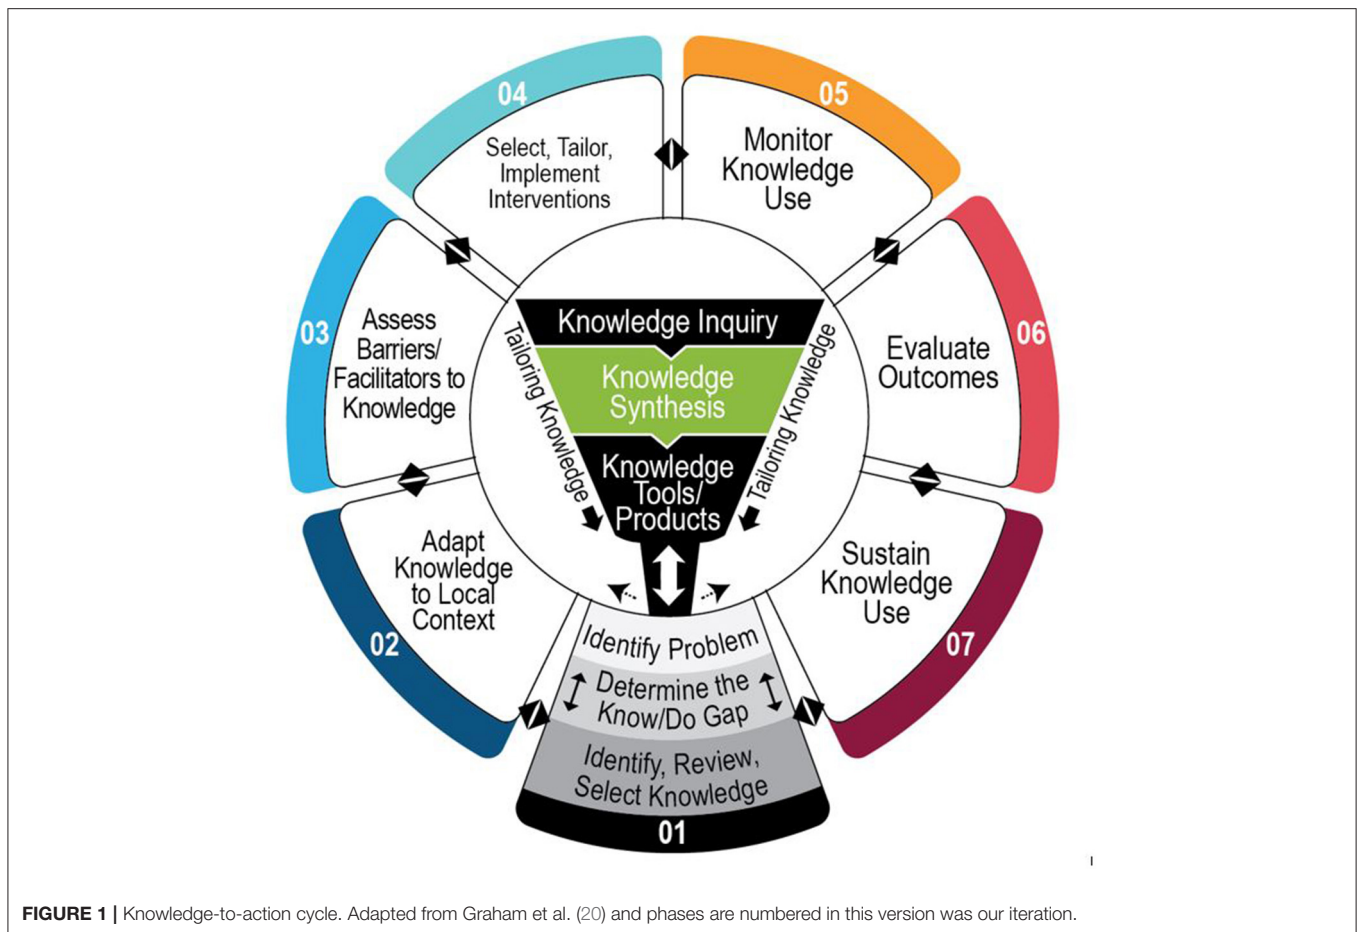 04
Select, Tailor,
Implement
Interventions
05
Monitor
Knowledge
Use
03
Assess
Barriers/
Facilitators to
Knowledge
06
Evaluate
Outcomes
Knowledge Inquiry
Knowledge
Synthesis
Knowledge
Tools/
Products
Tailoring Knowledge
Tailoring Knowledge
02
Adapt
Knowledge
to Local
Context
Sustain
Knowledge
Use
07
Identify Problem
Determine the
Know/Do Gap
Identify, Review,
Select Knowledge
01
FIGURE 1 | Knowledge-to-action cycle. Adapted from Graham et al. (20) and phases are numbered in this version was our iteration.